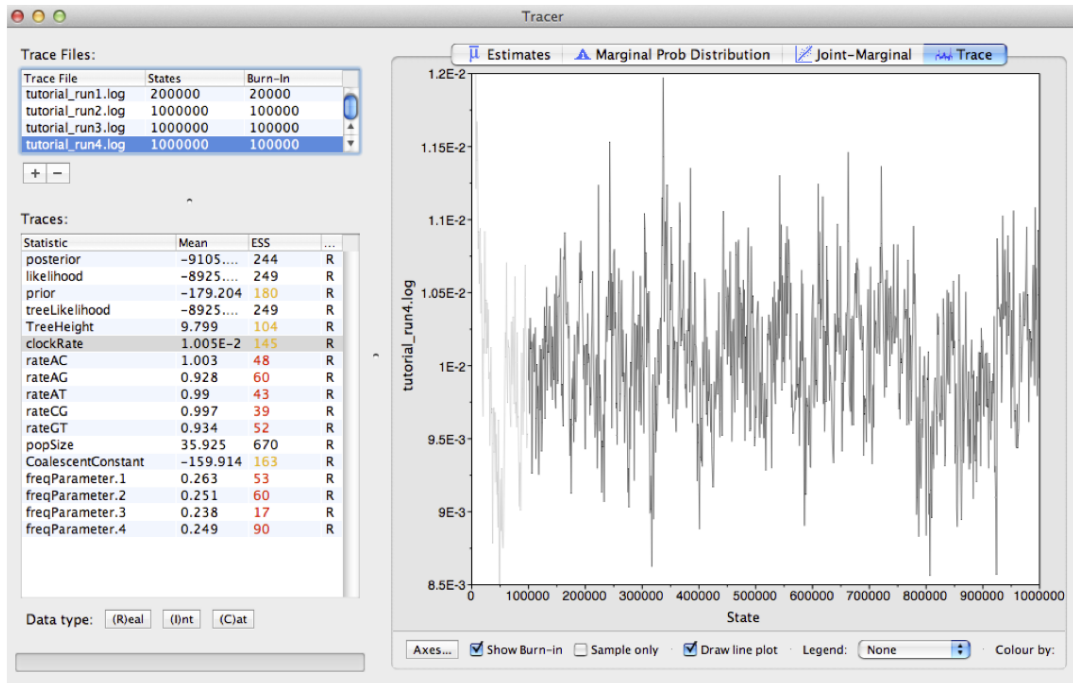 Tracer
Trace Files:
Trace File States Burn-In
tutorial_run1.log 200000 20000
tutorial_run2.log 1000000 100000
tutorial_run3.log 1000000 100000
tutorial_run4.log 1000000 100000
+ −
Traces:
Statistic Mean ESS ...
posterior -9105.... 244 R
likelihood -8925.... 249 R
prior -179.204 180 R
treeLikelihood -8925.... 249 R
TreeHeight 9.799 104 R
clockRate 1.005E-2 145 R
rateAC 1.003 48 R
rateAG 0.928 60 R
rateAT 0.99 43 R
rateCG 0.997 39 R
rateGT 0.934 52 R
popSize 35.925 670 R
CoalescentConstant -159.914 163 R
freqParameter.1 0.263 53 R
freqParameter.2 0.251 60 R
freqParameter.3 0.238 17 R
freqParameter.4 0.249 90 R
Data type: (R)eal (I)nt (C)at
μ Estimates Marginal Prob Distribution Joint-Marginal Trace
1.2E-2
1.15E-2
1.1E-2
1.05E-2
1E-2
9.5E-3
9E-3
8.5E-3
tutorial_run4.log
0 100000 200000 300000 400000 500000 600000 700000 800000 900000 1000000
State
Axes... Show Burn-in Sample only Draw line plot Legend: None Colour by: